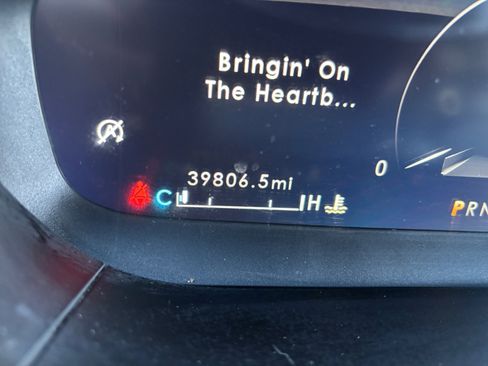 Bringin' On
The Heartb...
39806.5mi
0
C
H
PRN